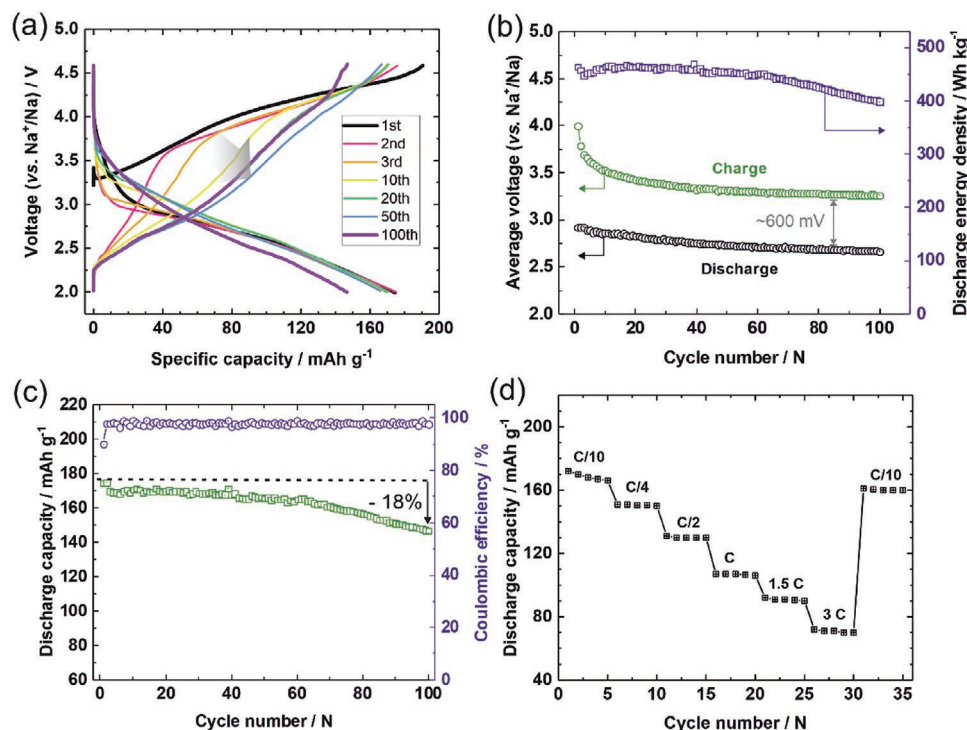 (a)
5.0
4.5
4.0
3.5
3.0
2.5
2.0
Voltage (vs. Na⁺/Na) / V
1st
2nd
3rd
10th
20th
50th
100th
0 40 80 120 160 200
Specific capacity / mAh g⁻¹
(b)
5.0
4.5
4.0
3.5
3.0
2.5
2.0
Average voltage (vs. Na⁺/Na)
Charge
~600 mV
Discharge
500
400
300
200
100
0
Discharge energy density / Wh kg⁻¹
0 20 40 60 80 100
Cycle number / N
(c)
220
200
180
160
140
120
100
80
60
Discharge capacity / mAh g⁻¹
- 18%
100
80
60
40
20
0
Coulombic efficiency / %
0 20 40 60 80 100
Cycle number / N
(d)
200
160
120
80
40
Discharge capacity / mAh g⁻¹
C/10
C/4
C/2
C
1.5 C
3 C
C/10
0 5 10 15 20 25 30 35
Cycle number / N